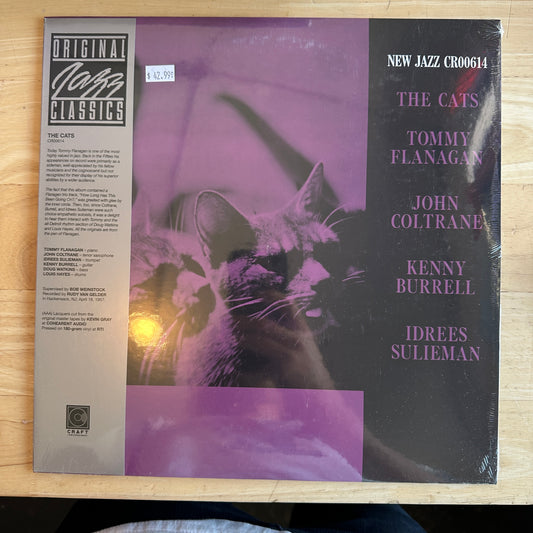 ORIGINAL
Jazz
CLASSICS
$ 42.99
THE CATS
CR00614
Today Tommy Flanagan is one of the most
highly valued in jazz. Back in the Fifties his
appearances on record were primarily as a
sideman, well appreciated by his fellow
musicians and the cognoscenti but not
recognized for their display of his superior
abilities by a wider audience.
The fact that this album contained a
Flanagan trio track, "How Long Has This
Been Going On?," was greeted with glee by
the inner circle. Then, too, since Coltrane,
Burrell, and Idrees Sulieman were such
choice empathetic soloists, it was a delight
to hear them interact with Tommy and the
all-Detroit rhythm section of Doug Watkins
and Louis Hayes. All the originals are from
the pen of Flanagan.
TOMMY FLANAGAN – piano
JOHN COLTRANE – tenor saxophone
IDREES SULIEMAN – trumpet
KENNY BURRELL – guitar
DOUG WATKINS – bass
LOUIS HAYES – drums
Supervised by BOB WEINSTOCK
Recorded by RUDY VAN GELDER
in Hackensack, NJ; April 18, 1957.
(AAA) Lacquers cut from the
original master tapes by KEVIN GRAY
at COHEARENT AUDIO
Pressed on 180-gram vinyl at RTI
CRAFT
NEW JAZZ CR00614
THE CATS
TOMMY
FLANAGAN
JOHN
COLTRANE
KENNY
BURRELL
IDREES
SULIEMAN